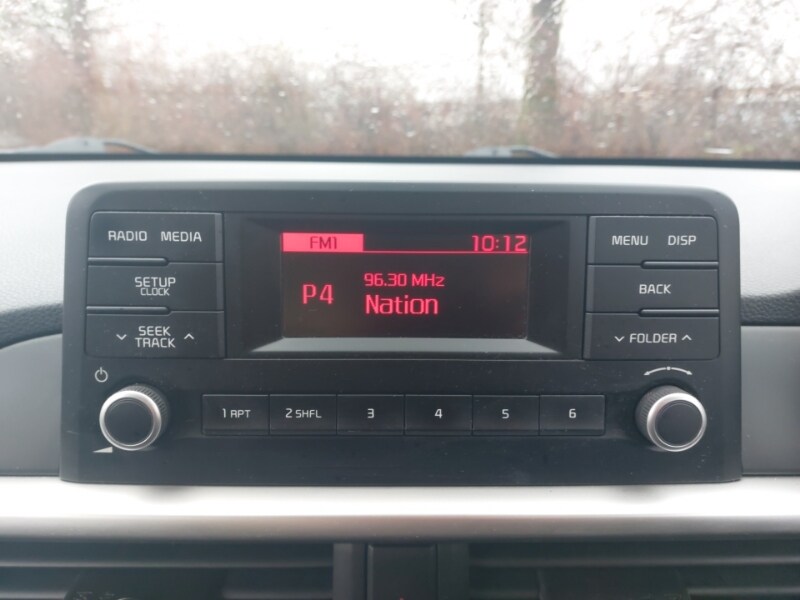 RADIO MEDIA
SETUP
CLOCK
SEEK
TRACK
FM1 10:12
P4
96.30 MHz
Nation
MENU DISP
BACK
FOLDER
1 RPT 2 SHFL 3 4 5 6